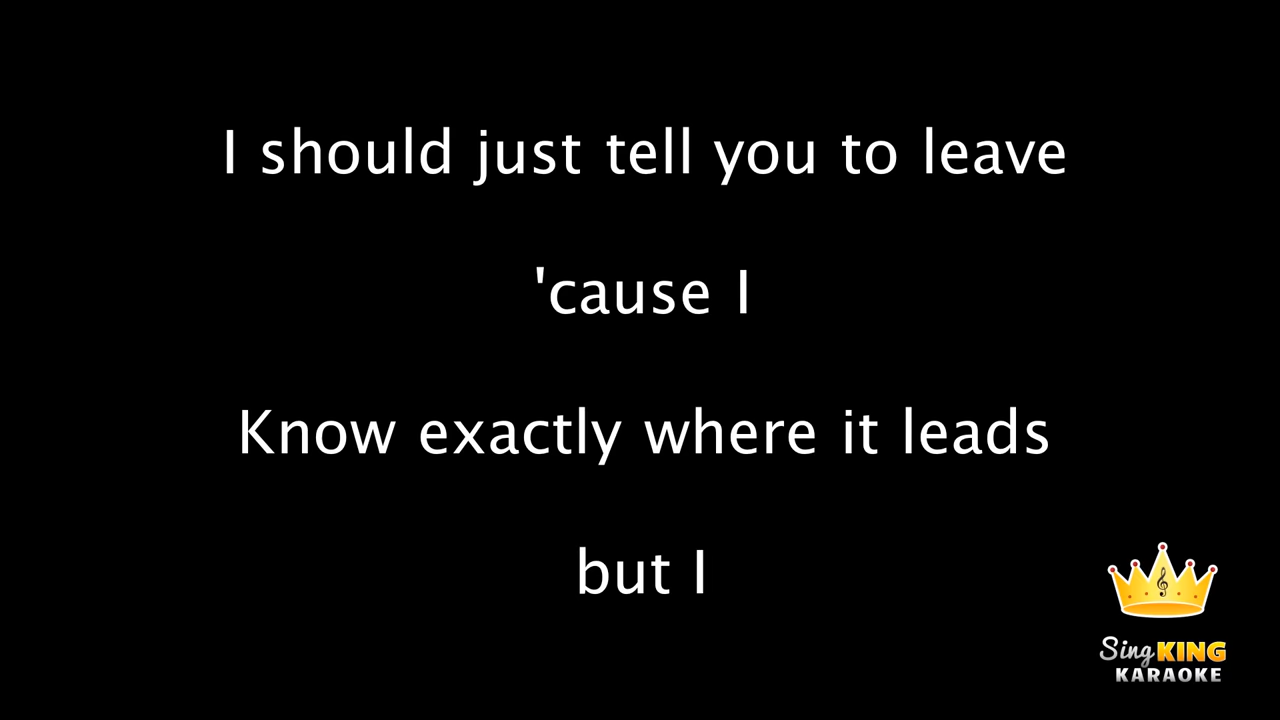 I should just tell you to leave
'cause I
Know exactly where it leads
but I
Sing KING
KARAOKE